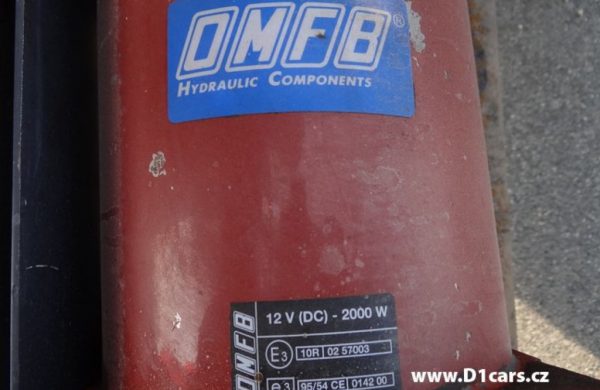 OMFB®
HYDRAULIC COMPONENTS
OMFB
12 V (DC) - 2000 W
E3 10R 02 57003
e3 95/54 CE 0142 00
www.D1cars.cz